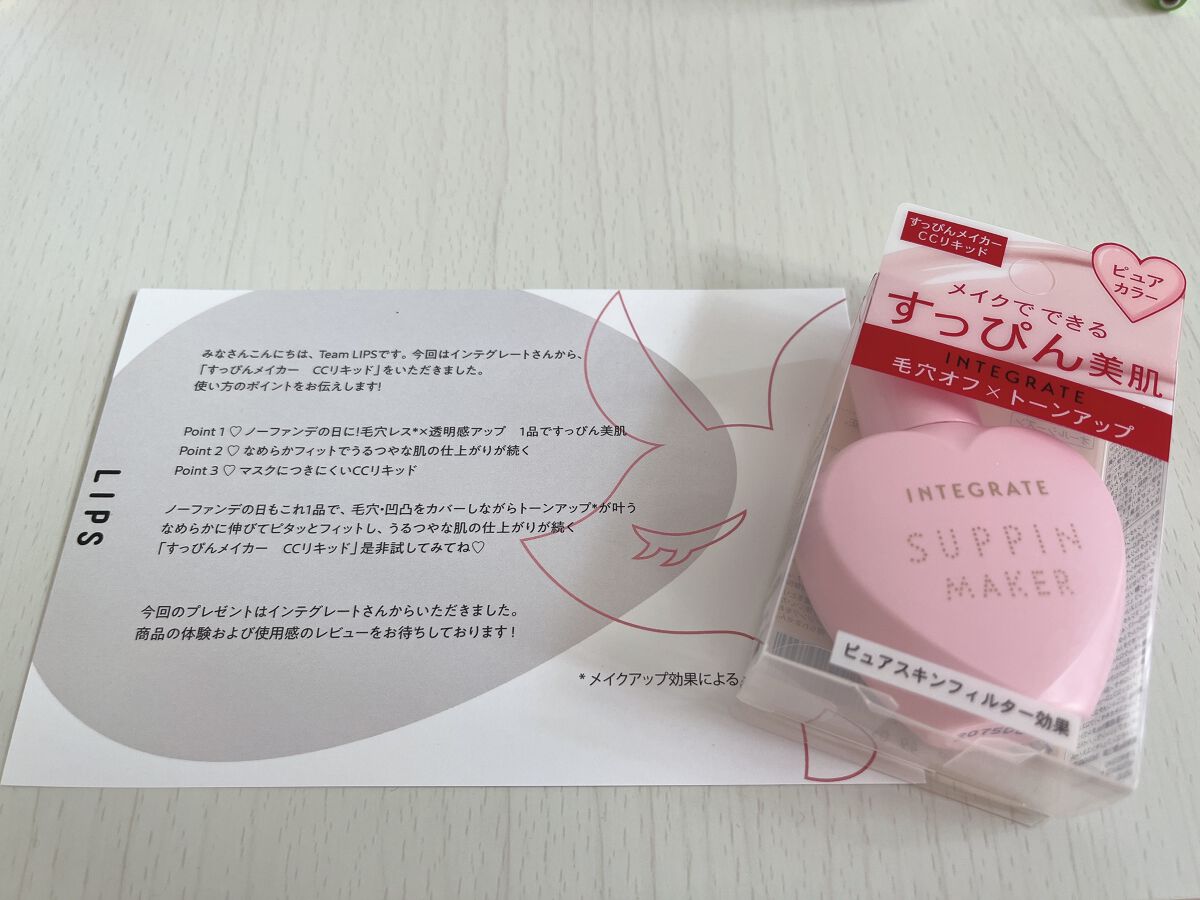 みなさんこんにちは、Team LIPSです。今回はインテグレートさんから、
「すっぴんメイカー　CCリキッド」をいただきました。
使い方のポイントをお伝えします!
Point 1 ♡ ノーファンデの日に!毛穴レス*×透明感アップ　1品ですっぴん美肌
Point 2 ♡ なめらかフィットでうるつやな肌の仕上がりが続く
Point 3 ♡ マスクにつきにくいCCリキッド
ノーファンデの日もこれ1品で、毛穴・凹凸をカバーしながらトーンアップ*が叶う
なめらかに伸びてピタッとフィットし、うるつやな肌の仕上がりが続く
「すっぴんメイカー　CCリキッド」是非試してみてね♡
今回のプレゼントはインテグレートさんからいただきました。
商品の体験および使用感のレビューをお待ちしております!
*メイクアップ効果による
LIPS
すっぴんメイカー
CCリキッド
ピュア
カラー
メイクで できる
すっぴん美肌
INTEGRATE
毛穴オフ×トーンアップ
INTEGRATE
SUPPIN
MAKER
ピュアスキンフィルター効果